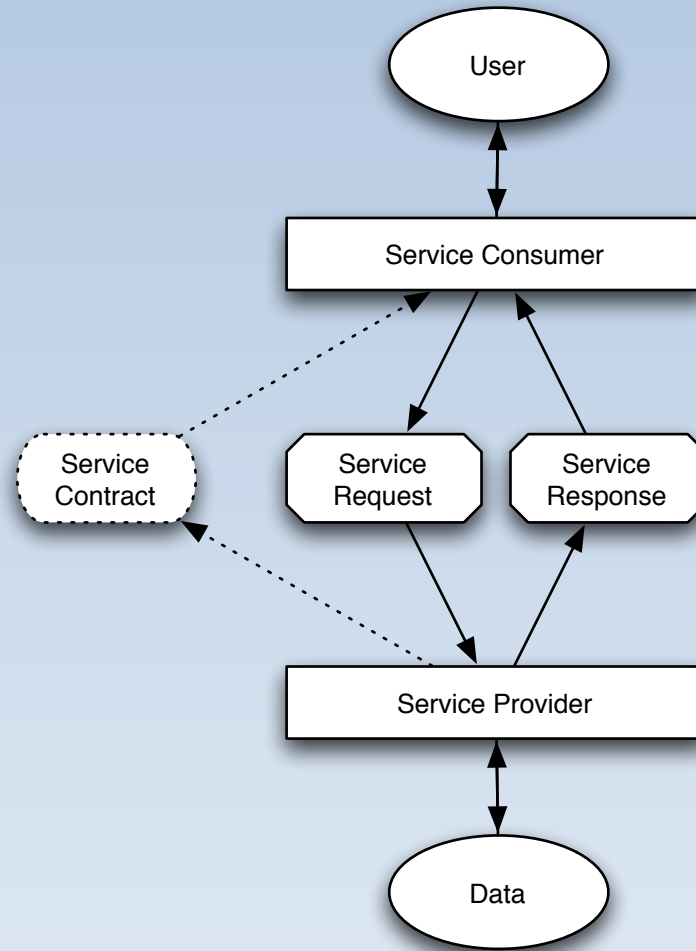 User
Service Consumer
Service
Contract
Service
Request
Service
Response
Service Provider
Data